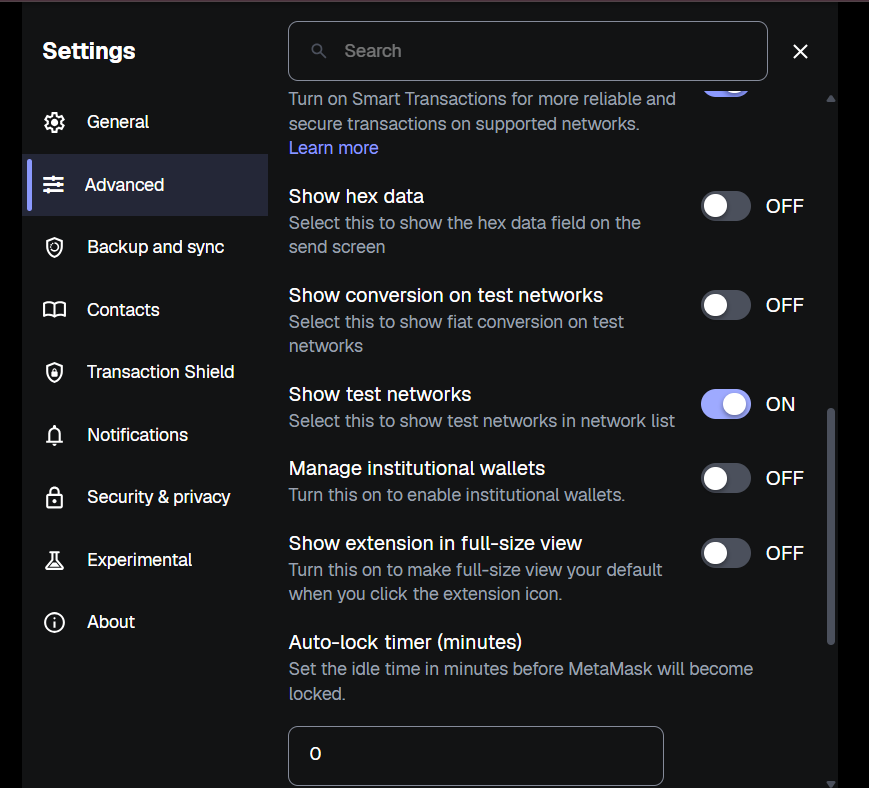 Settings
Search
General
Advanced
Backup and sync
Contacts
Transaction Shield
Notifications
Security & privacy
Experimental
About
Turn on Smart Transactions for more reliable and
secure transactions on supported networks.
Learn more
Show hex data
Select this to show the hex data field on the
send screen
OFF
Show conversion on test networks
Select this to show fiat conversion on test
networks
OFF
Show test networks
Select this to show test networks in network list
ON
Manage institutional wallets
Turn this on to enable institutional wallets.
OFF
Show extension in full-size view
Turn this on to make full-size view your default
when you click the extension icon.
OFF
Auto-lock timer (minutes)
Set the idle time in minutes before MetaMask will become
locked.
0